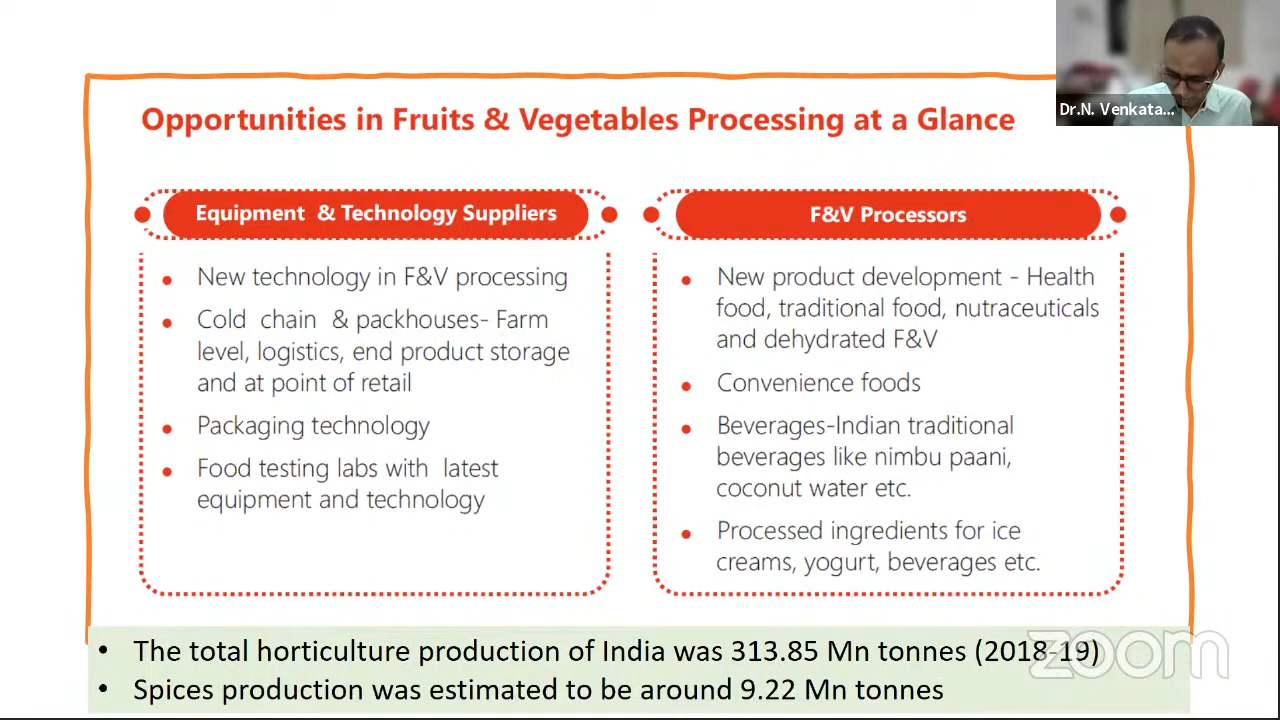 Dr.N. Venkata...
Opportunities in Fruits & Vegetables Processing at a Glance
Equipment & Technology Suppliers
New technology in F&V processing
Cold chain & packhouses- Farm
level, logistics, end product storage
and at point of retail
Packaging technology
Food testing labs with latest
equipment and technology
F&V Processors
New product development - Health
food, traditional food, nutraceuticals
and dehydrated F&V
Convenience foods
Beverages-Indian traditional
beverages like nimbu paani,
coconut water etc.
Processed ingredients for ice
creams, yogurt, beverages etc.
• The total horticulture production of India was 313.85 Mn tonnes (2018-19)
• Spices production was estimated to be around 9.22 Mn tonnes
zoom